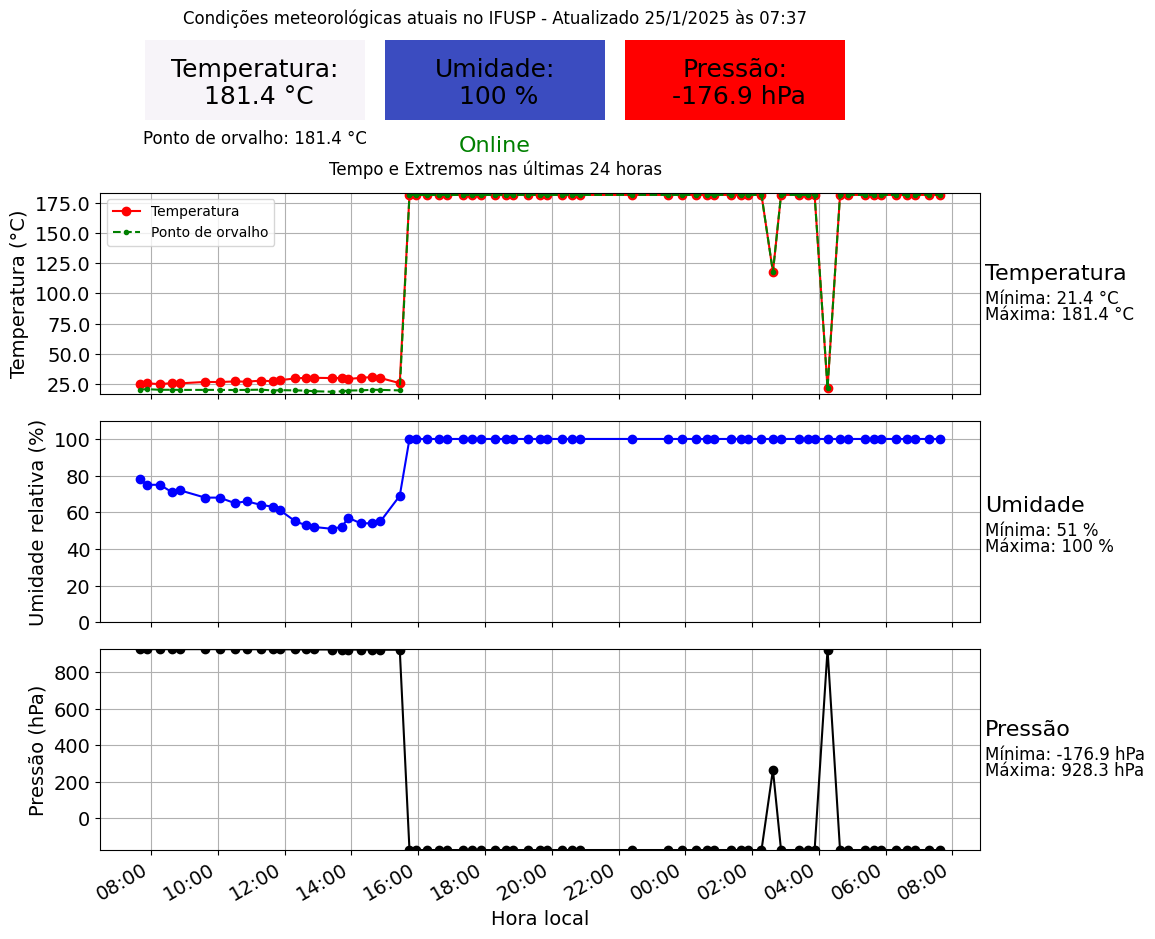 Condições meteorológicas atuais no IFUSP - Atualizado 25/1/2025 às 07:37
Temperatura:
181.4 °C
Umidade:
100 %
Pressão:
-176.9 hPa
Ponto de orvalho: 181.4 °C
Online
Tempo e Extremos nas últimas 24 horas
Temperatura (°C)
175.0
150.0
125.0
100.0
75.0
50.0
25.0
Temperatura
Ponto de orvalho
Temperatura
Mínima: 21.4 °C
Máxima: 181.4 °C
Umidade relativa (%)
100
80
60
40
20
0
Umidade
Mínima: 51 %
Máxima: 100 %
Pressão (hPa)
800
600
400
200
0
Pressão
Mínima: -176.9 hPa
Máxima: 928.3 hPa
08:00 10:00 12:00 14:00 16:00 18:00 20:00 22:00 00:00 02:00 04:00 06:00 08:00
Hora local